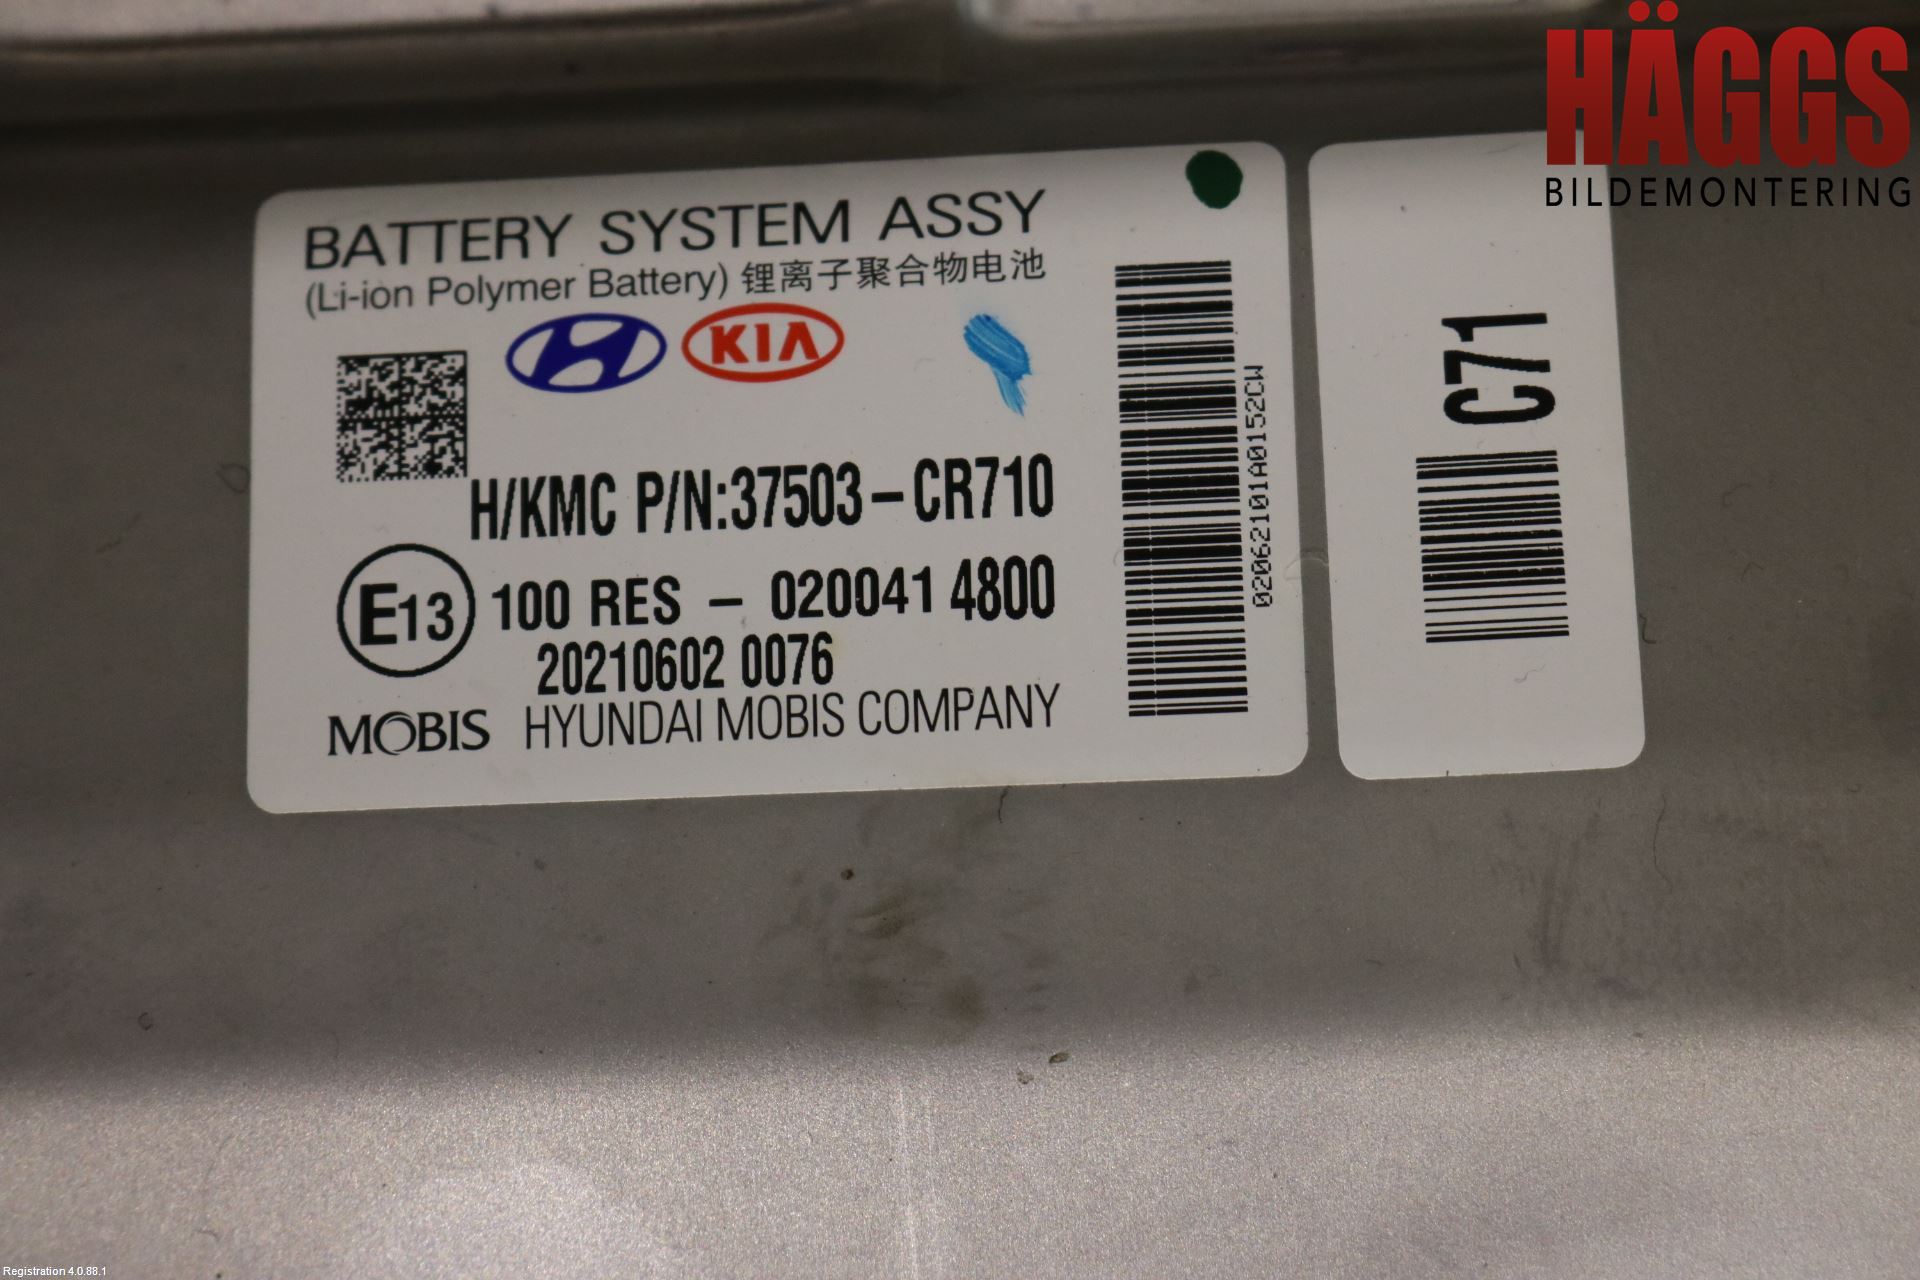 HÄGGS
BILDEMONTERING
BATTERY SYSTEM ASSY
(Li-ion Polymer Battery) 锂离子聚合物电池
KIA
H/KMC P/N:37503-CR710
E13 100 RES - 020041 4800
20210602 0076
MOBIS HYUNDAI MOBIS COMPANY
02062101A0152CW
C71
Registration 4.0.88.1